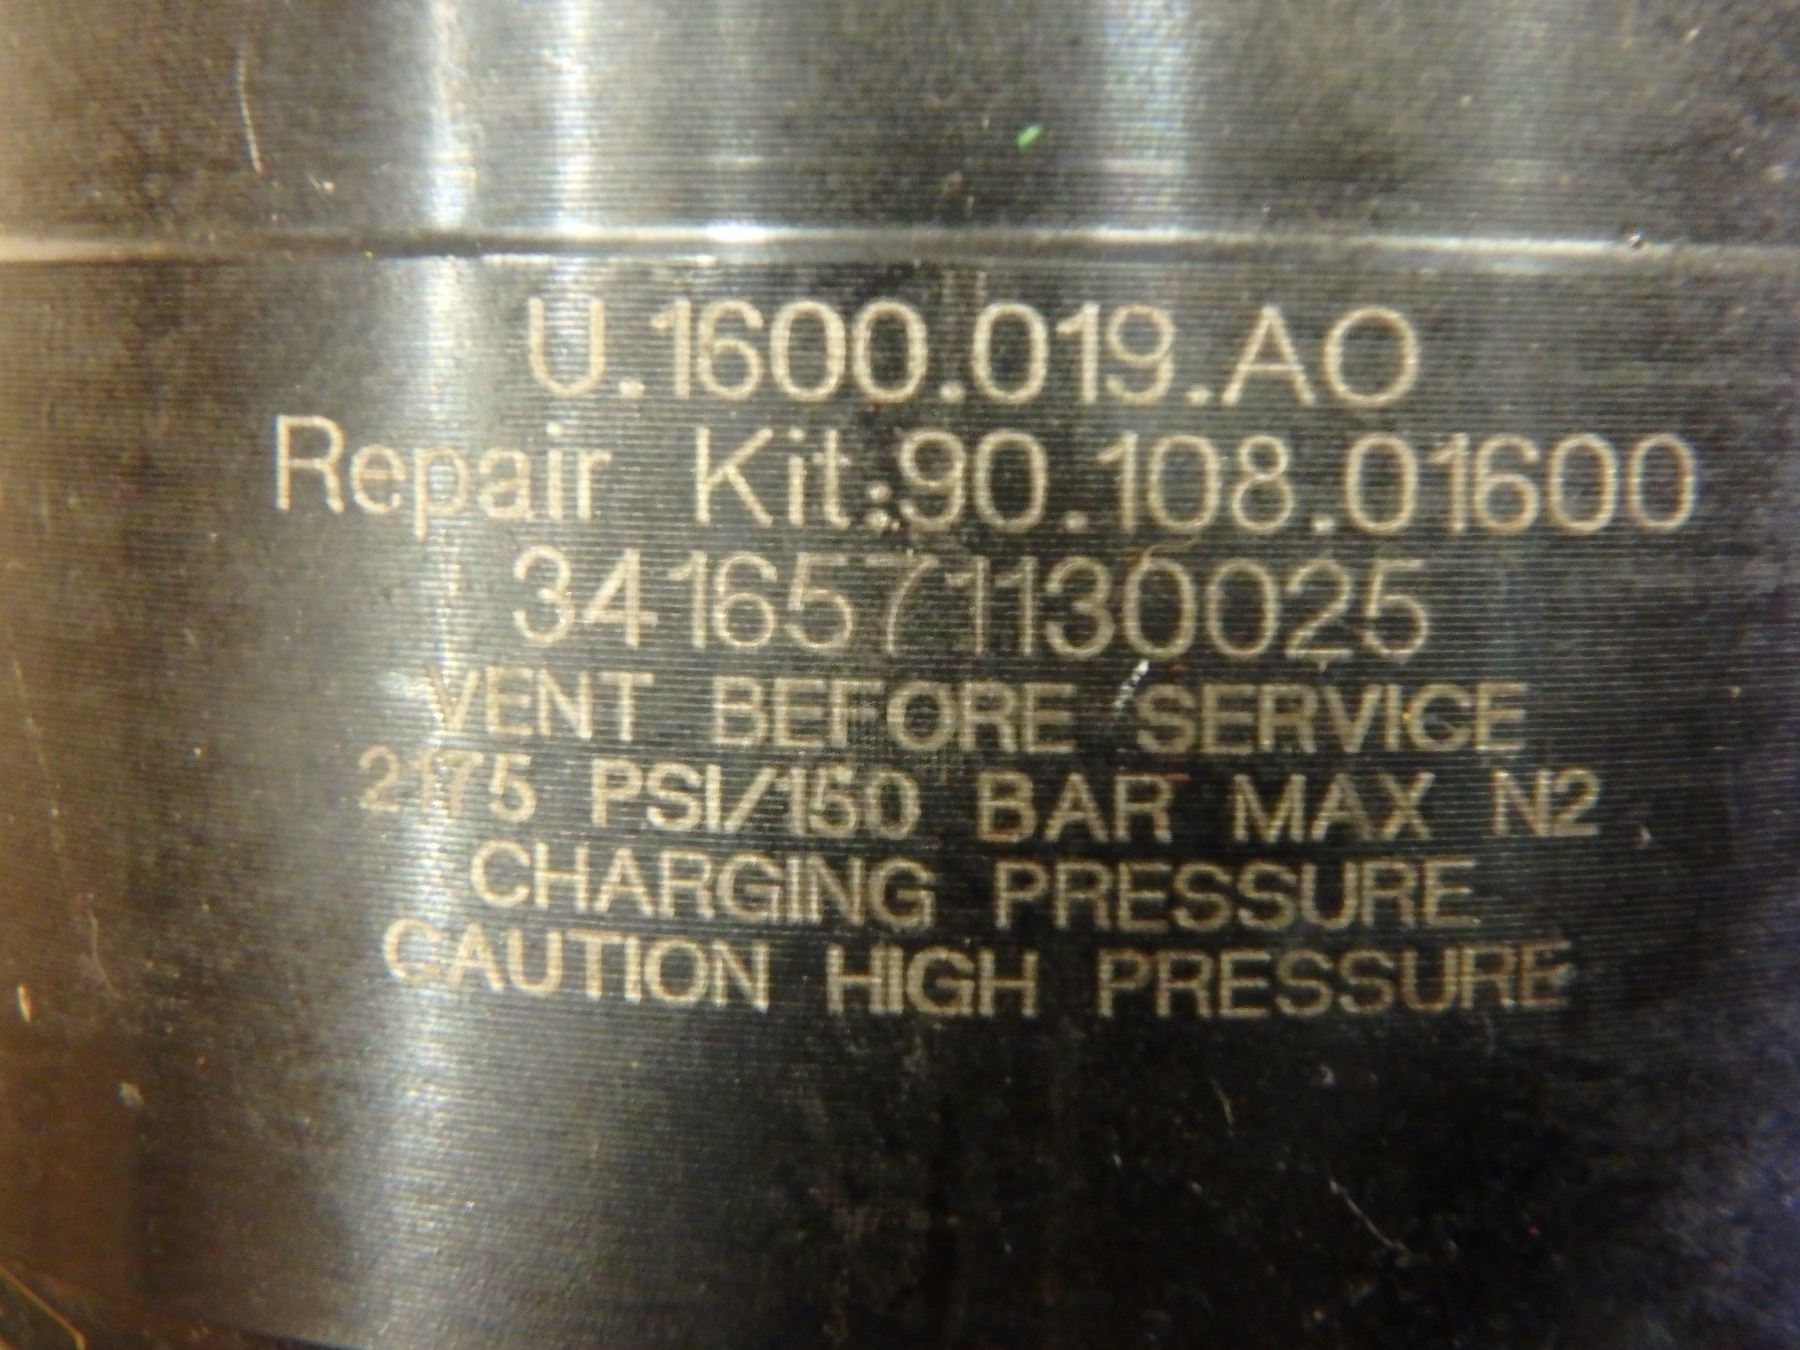 U.1600.019.AO
Repair Kit:90.108.01600
3416571130025
VENT BEFORE SERVICE
2175 PSI/150 BAR MAX N2
CHARGING PRESSURE
CAUTION HIGH PRESSURE